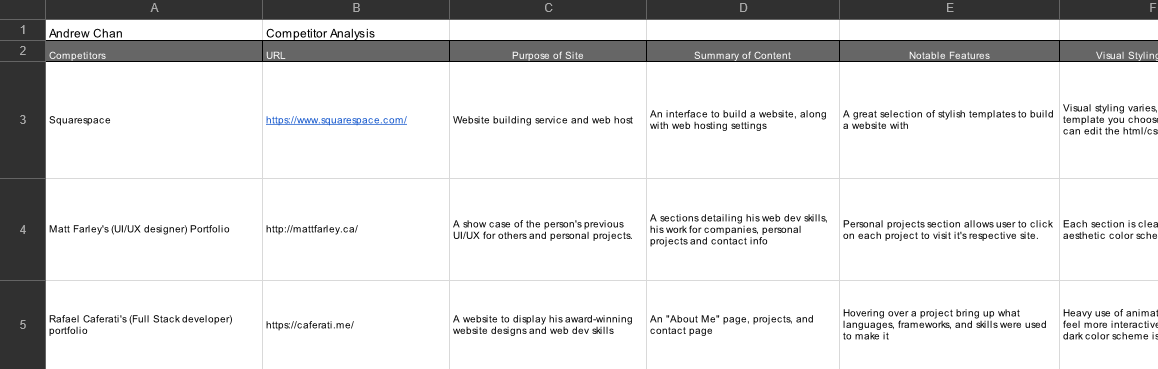 A B C D E F
1 Andrew Chan Competitor Analysis
2 Competitors URL Purpose of Site Summary of Content Notable Features Visual Styling
3
Squarespace
https://www.squarespace.com/
Website building service and web host
An interface to build a website, along
with web hosting settings
A great selection of stylish templates to build
a website with
Visual styling varies,
template you choose
can edit the html/cs
4
Matt Farley's (UI/UX designer) Portfolio
http://mattfarley.ca/
A show case of the person's previous
UI/UX for others and personal projects.
A sections detailing his web dev skills,
his work for companies, personal
projects and contact info
Personal projects section allows user to click
on each project to visit it's respective site.
Each section is clea
aesthetic color sche
5
Rafael Caferati's (Full Stack developer)
portfolio
https://caferati.me/
A website to display his award-winning
website designs and web dev skills
An "About Me" page, projects, and
contact page
Hovering over a project bring up what
languages, frameworks, and skills were used
to make it
Heavy use of animat
feel more interactive
dark color scheme is